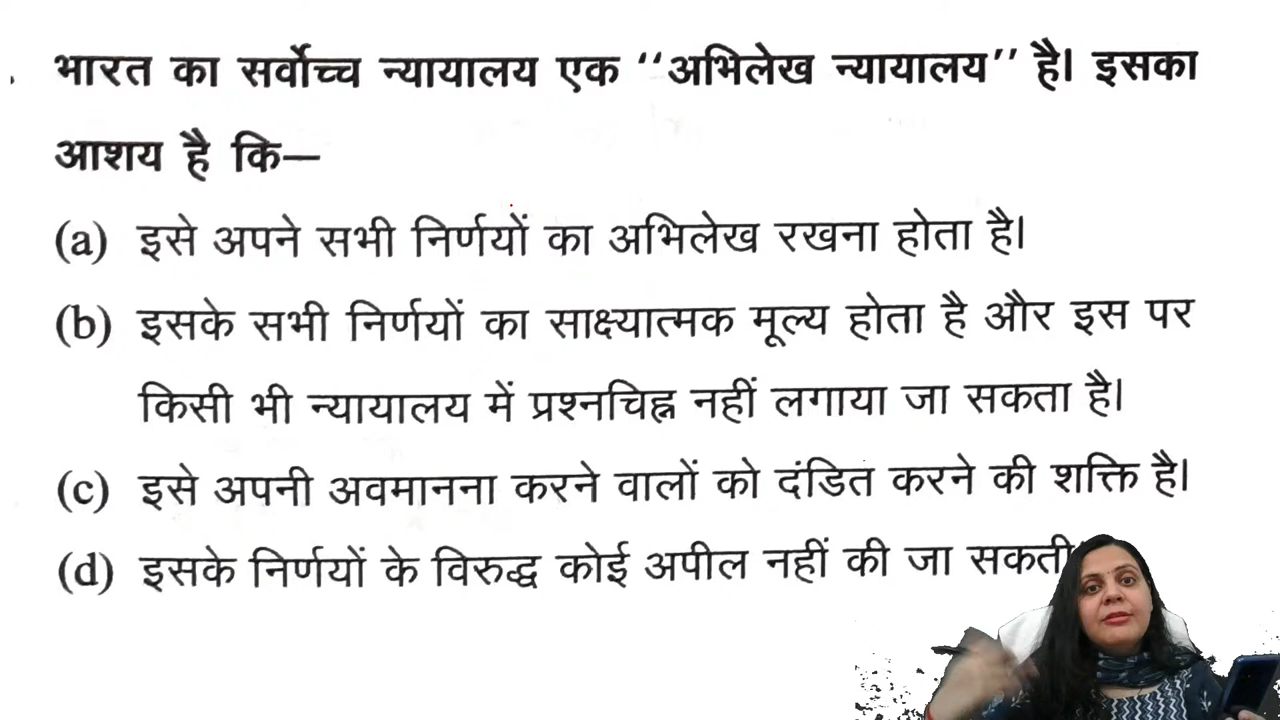 भारत का सर्वोच्च न्यायालय एक “अभिलेख न्यायालय” है। इसका
आशय है कि—
(a) इसे अपने सभी निर्णयों का अभिलेख रखना होता है।
(b) इसके सभी निर्णयों का साक्ष्यात्मक मूल्य होता है और इस पर
किसी भी न्यायालय में प्रश्नचिह्न नहीं लगाया जा सकता है।
(c) इसे अपनी अवमानना करने वालों को दंडित करने की शक्ति है।
(d) इसके निर्णयों के विरुद्ध कोई अपील नहीं की जा सकती